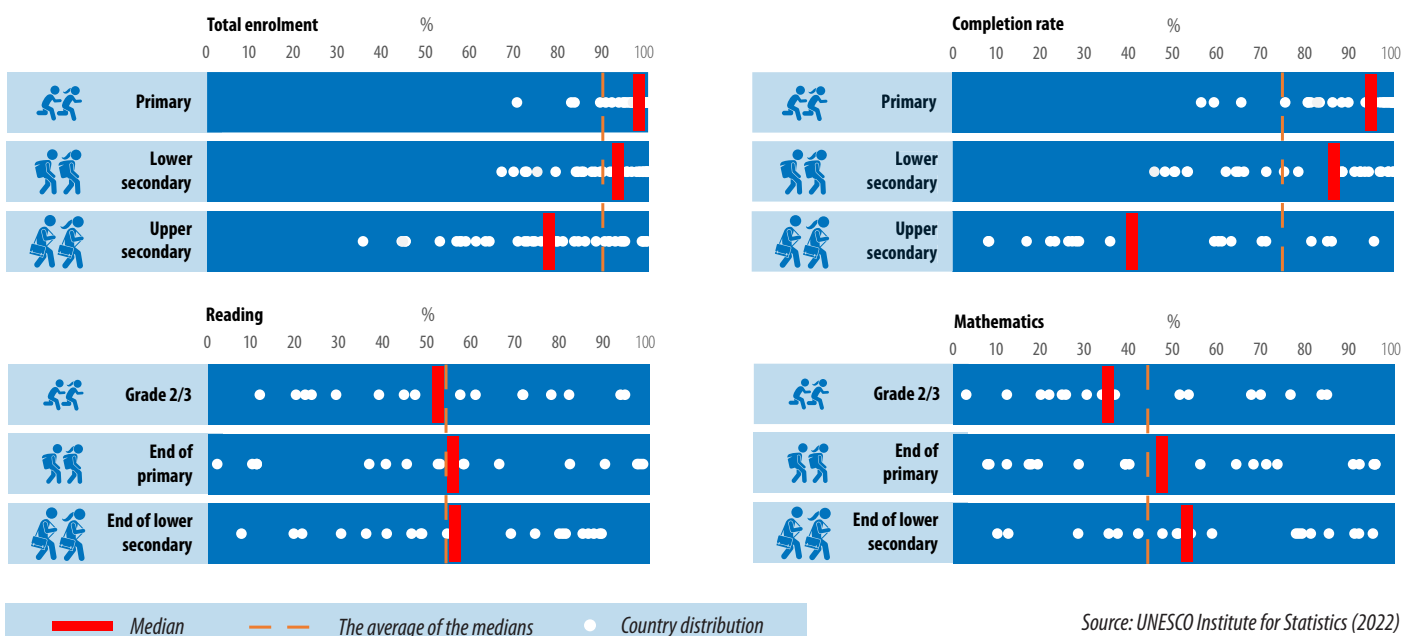 Total enrolment %
0 10 20 30 40 50 60 70 80 90 100
Primary
Lower
secondary
Upper
secondary
Completion rate %
0 10 20 30 40 50 60 70 80 90 100
Primary
Lower
secondary
Upper
secondary
Reading %
0 10 20 30 40 50 60 70 80 90 100
Grade 2/3
End of
primary
End of lower
secondary
Mathematics %
0 10 20 30 40 50 60 70 80 90 100
Grade 2/3
End of
primary
End of lower
secondary
Median The average of the medians Country distribution
Source: UNESCO Institute for Statistics (2022)